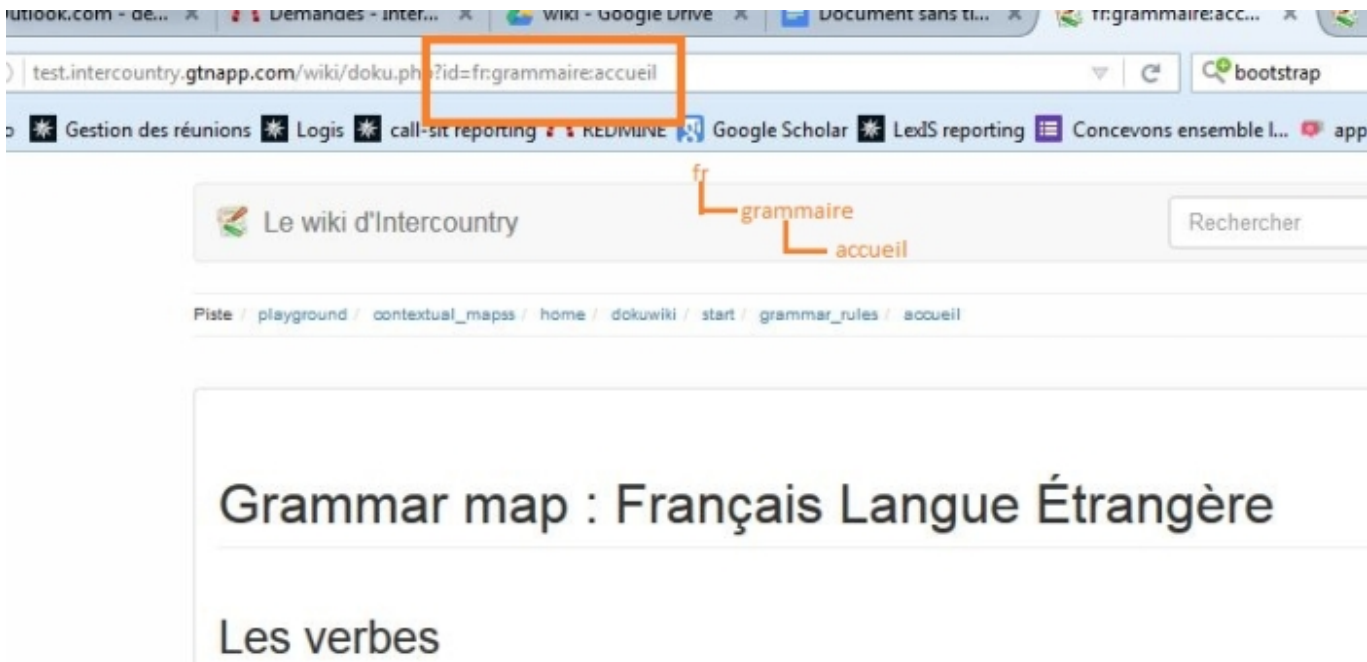 utlook.com - de... Demandes - Inter... wiki - Google Drive Document sans ti... fr:grammaire:acc...
test.intercountry.gtnapp.com/wiki/doku.php?id=fr:grammaire:accueil bootstrap
Gestion des réunions Logis call-sit reporting REDMINE Google Scholar LexIS reporting Concevons ensemble l... app
fr
grammaire
accueil
Le wiki d'Intercountry Rechercher
Piste / playground / contextual_mapss / home / dokuwiki / start / grammar_rules / accueil
Grammar map : Français Langue Étrangère
Les verbes